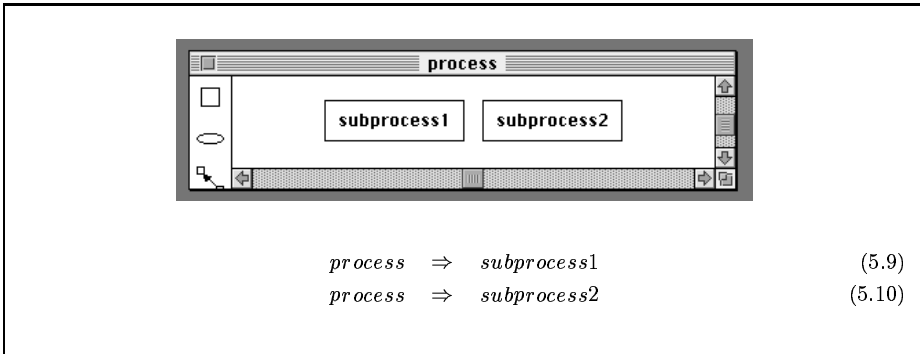 process
subprocess1 subprocess2
process ⇒ subprocess1 (5.9)
process ⇒ subprocess2 (5.10)